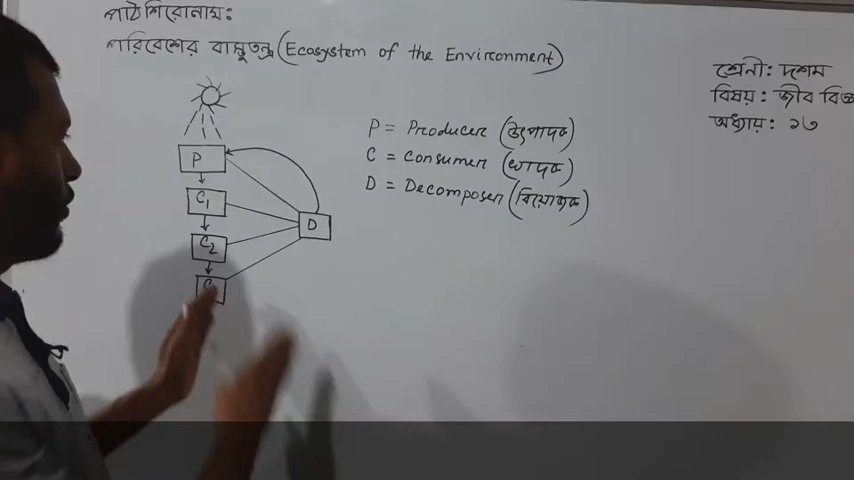 পাঠশিরোনাম:
পরিবেশের বাস্তুতন্ত্র (Ecosystem of the Environment)
শ্রেনী: দশম
বিষয়: জীব
অধ্যায়: ১৩
P = Producer (উৎপাদক)
C = Consumer (খাদক)
D = Decomposer (বিয়োজক)
P
C1
C2
D